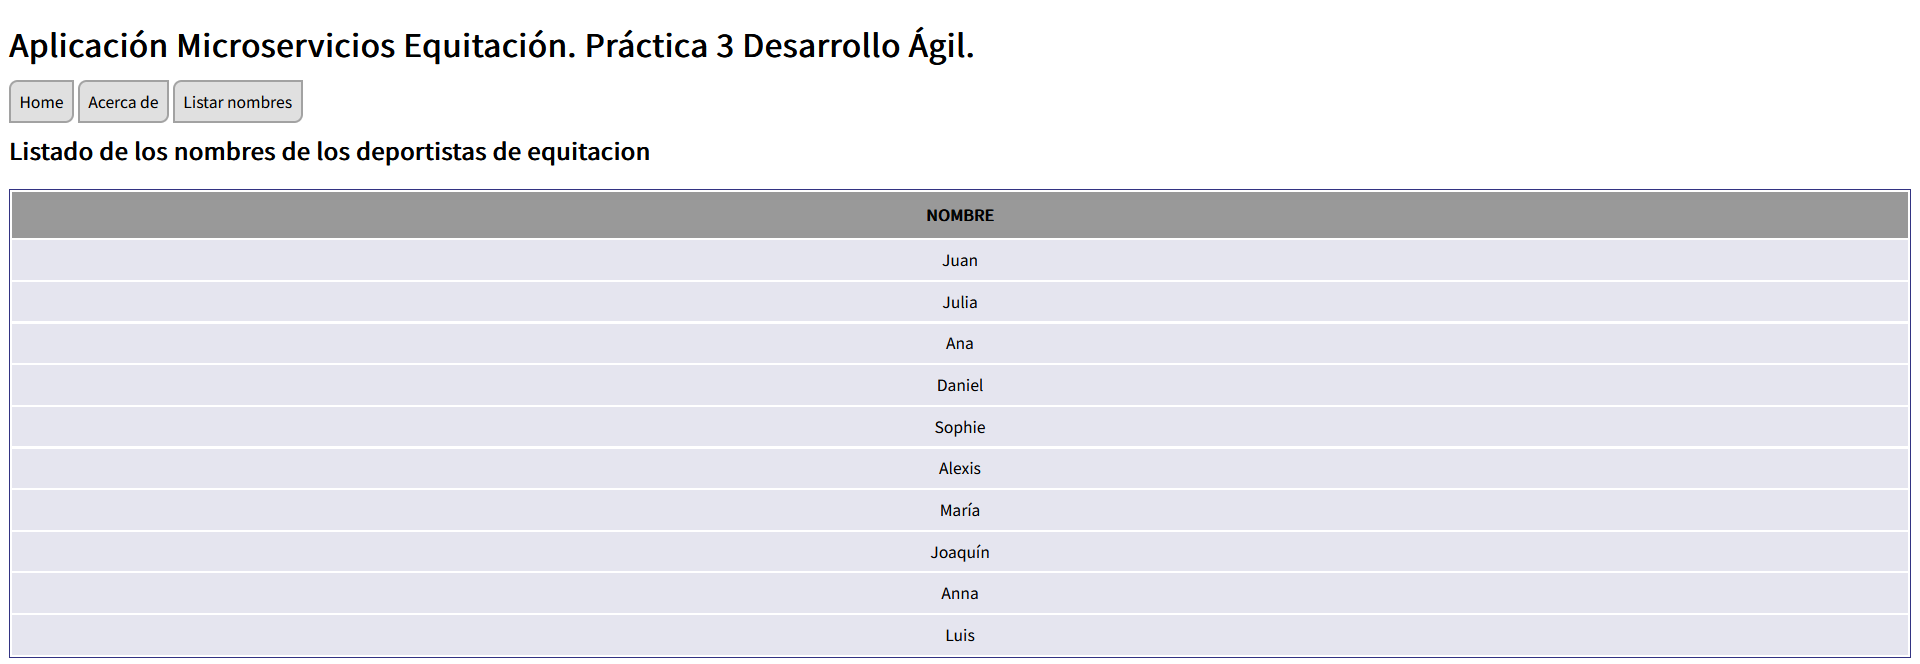 Aplicación Microservicios Equitación. Práctica 3 Desarrollo Ágil.
Home Acerca de Listar nombres
Listado de los nombres de los deportistas de equitacion
NOMBRE
Juan
Julia
Ana
Daniel
Sophie
Alexis
María
Joaquín
Anna
Luis